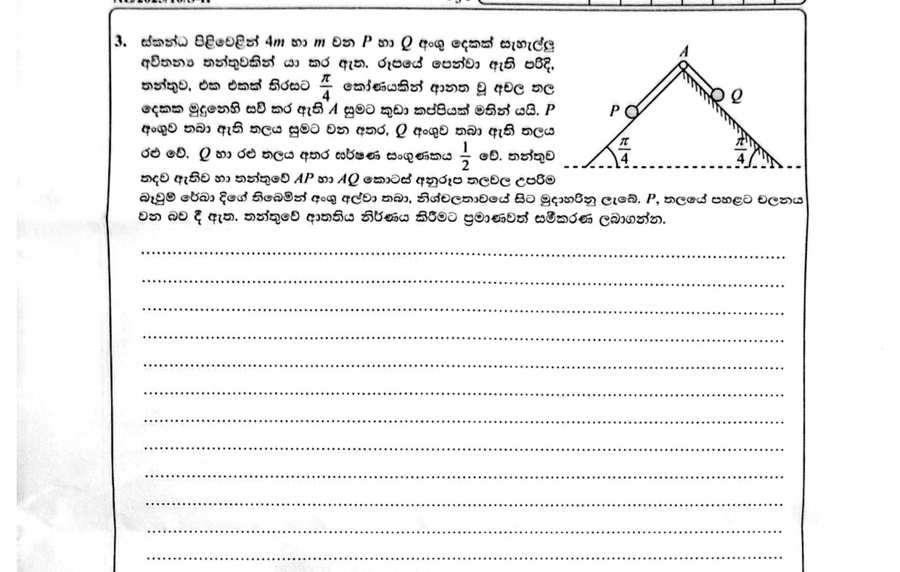 3. ස්කන්ධ පිළිවෙළින් 4m හා m වන P හා Q අංශු දෙකක් සැහැල්ලු
අවිතන්‍ය තන්තුවකින් යා කර ඇත. රූපයේ පෙන්වා ඇති පරිදි,
තන්තුව, එක එකක් තිරසට π/4 කෝණයකින් ආනත වූ අචල තල
දෙකක මුදුනෙහි සවි කර ඇති A සුමට කුඩා කප්පියක් මතින් යයි. P
අංශුව තබා ඇති තලය සුමට වන අතර, Q අංශුව තබා ඇති තලය
රළු වේ. Q හා රළු තලය අතර ඝර්ෂණ සංගුණකය 1/2 වේ. තන්තුව
තදව ඇතිව හා තන්තුවේ AP හා AQ කොටස් අනුරූප තලවල උපරිම
බෑවුම් රේඛා දිගේ තිබෙමින් අංශු අල්වා තබා, නිශ්චලතාවයේ සිට මුදාහරිනු ලැබේ. P, තලයේ පහළට චලනය
වන බව දී ඇත. තන්තුවේ ආතතිය නිර්ණය කිරීමට ප්‍රමාණවත් සමීකරණ ලබාගන්න.
A
P
Q
π/4
π/4